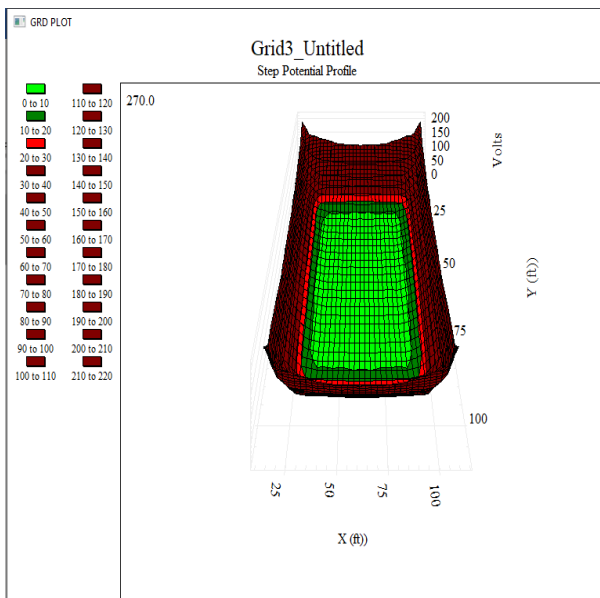 GRD PLOT
Grid3_Untitled
Step Potential Profile
270.0
0 to 10
10 to 20
20 to 30
30 to 40
40 to 50
50 to 60
60 to 70
70 to 80
80 to 90
90 to 100
100 to 110
110 to 120
120 to 130
130 to 140
140 to 150
150 to 160
160 to 170
170 to 180
180 to 190
190 to 200
200 to 210
210 to 220
200
150
100
50
0
Volts
25
50
75
100
Y (ft))
25
50
75
100
X (ft))